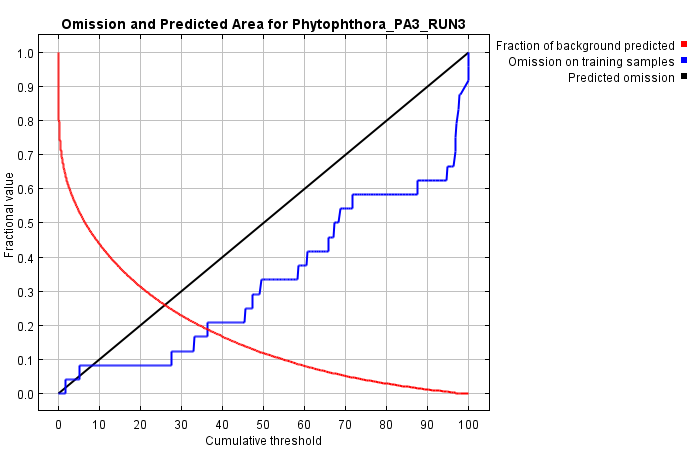 Omission and Predicted Area for Phytophthora_PA3_RUN3
Fraction of background predicted
Omission on training samples
Predicted omission
Fractional value
1.0
0.9
0.8
0.7
0.6
0.5
0.4
0.3
0.2
0.1
0.0
0 10 20 30 40 50 60 70 80 90 100
Cumulative threshold